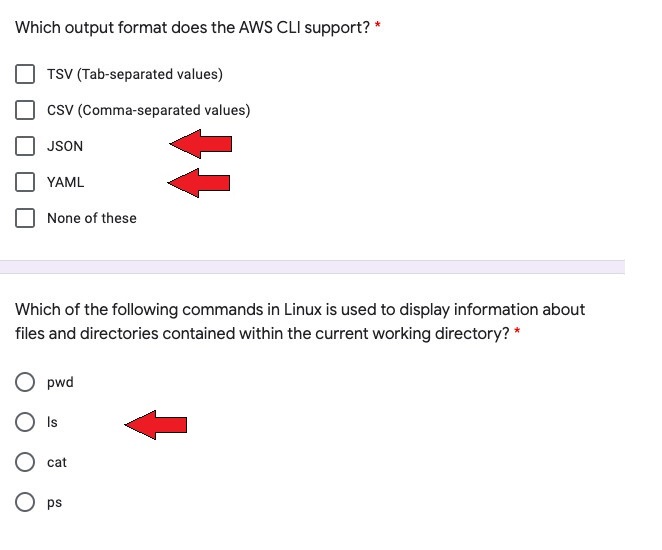 Which output format does the AWS CLI support? *
TSV (Tab-separated values)
CSV (Comma-separated values)
JSON
YAML
None of these
Which of the following commands in Linux is used to display information about
files and directories contained within the current working directory? *
pwd
ls
cat
ps